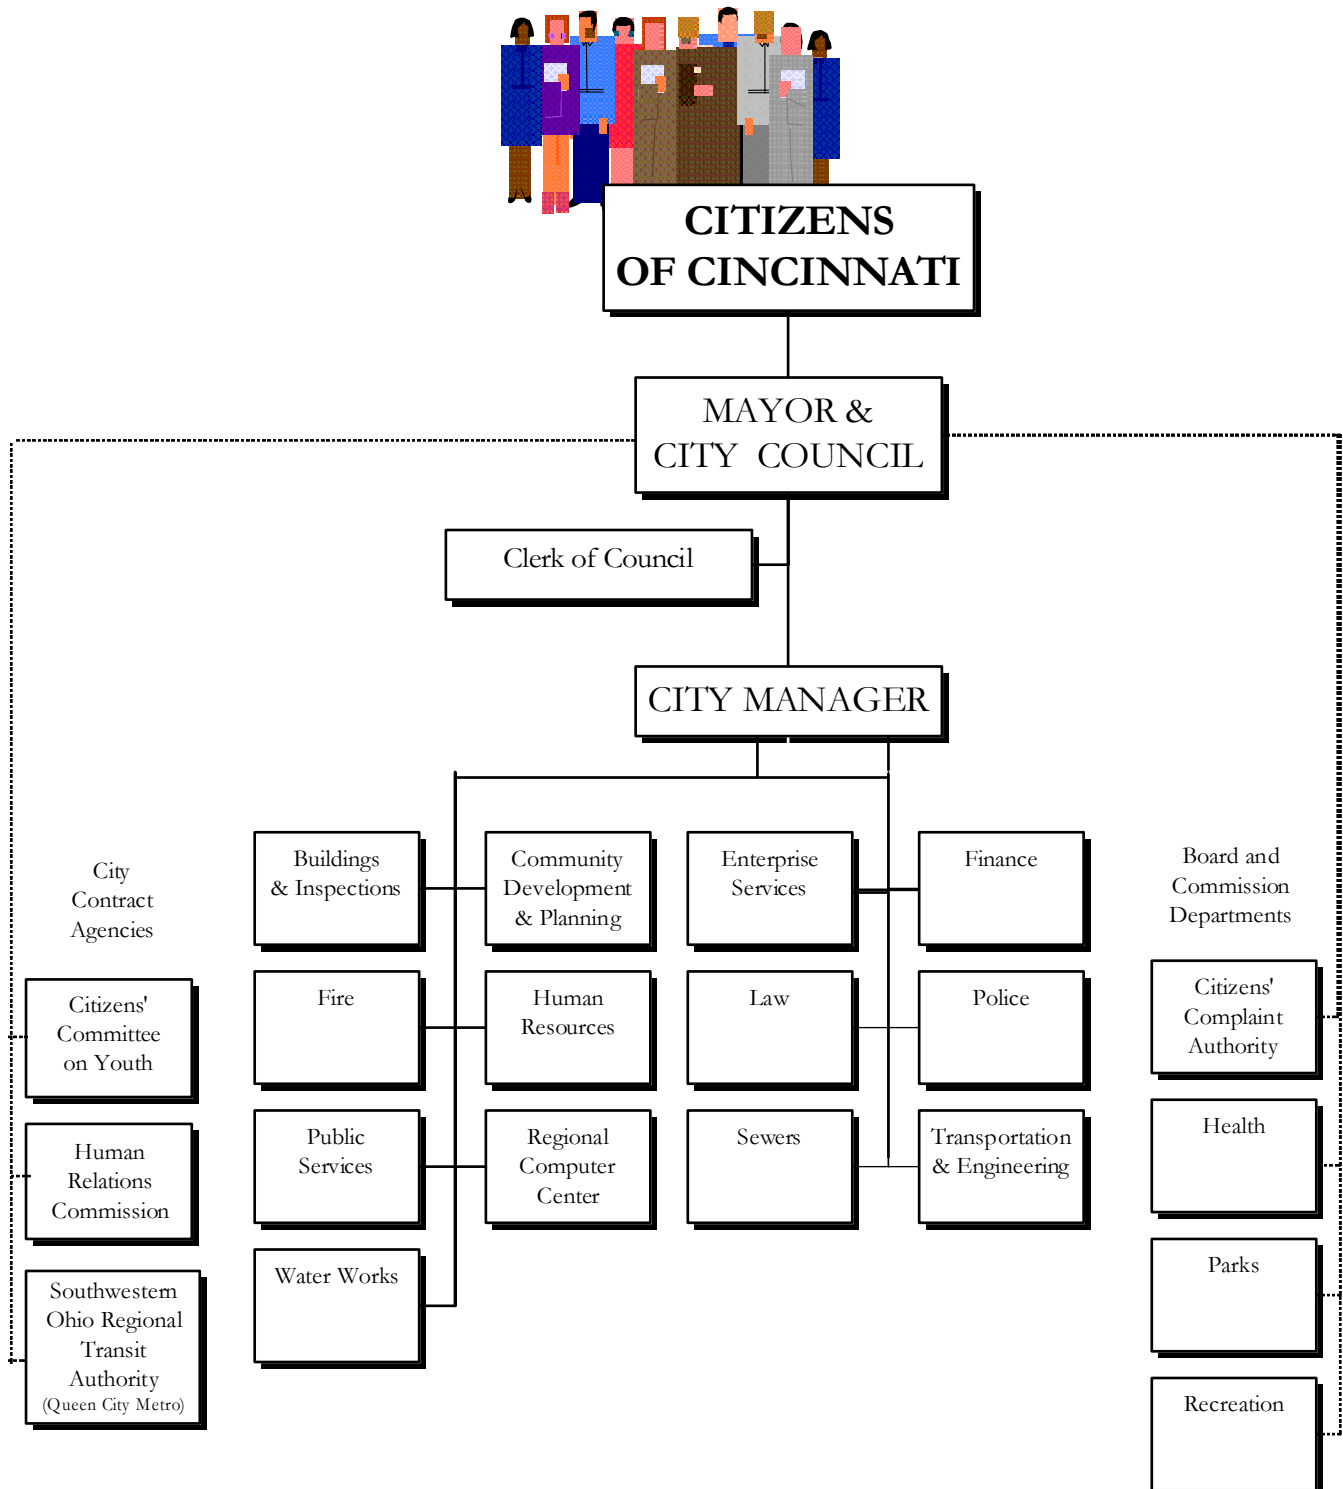 CITIZENS
OF CINCINNATI
MAYOR &
CITY COUNCIL
Clerk of Council
CITY MANAGER
City
Contract
Agencies
Citizens'
Committee
on Youth
Human
Relations
Commission
Southwestern
Ohio Regional
Transit
Authority
(Queen City Metro)
Buildings
& Inspections
Community
Development
& Planning
Enterprise
Services
Finance
Fire
Human
Resources
Law
Police
Public
Services
Regional
Computer
Center
Sewers
Transportation
& Engineering
Water Works
Board and
Commission
Departments
Citizens'
Complaint
Authority
Health
Parks
Recreation